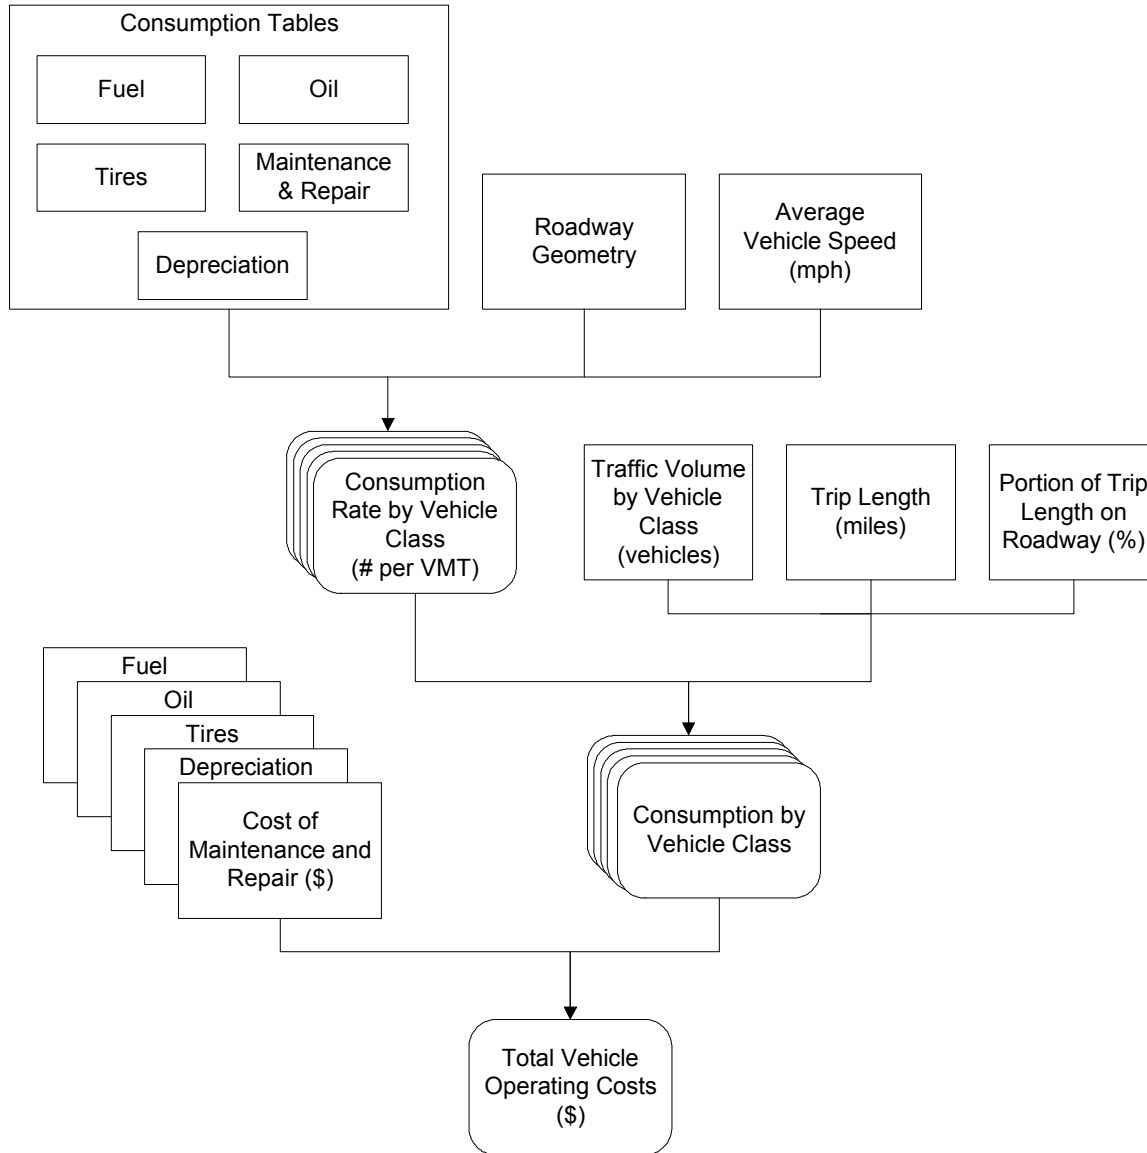 Consumption Tables
Fuel
Oil
Tires
Maintenance
& Repair
Depreciation
Roadway
Geometry
Average
Vehicle Speed
(mph)
Consumption
Rate by Vehicle
Class
(# per VMT)
Traffic Volume
by Vehicle
Class
(vehicles)
Trip Length
(miles)
Portion of Trip
Length on
Roadway (%)
Fuel
Oil
Tires
Depreciation
Cost of
Maintenance and
Repair ($)
Consumption by
Vehicle Class
Total Vehicle
Operating Costs
($)